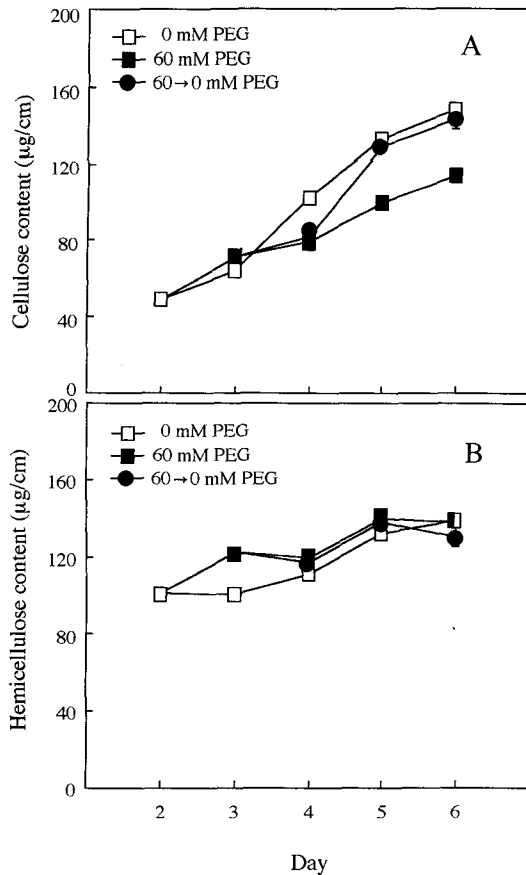 200
160
120
80
40
0
Cellulose content (μg/cm)
0 mM PEG
60 mM PEG
60→0 mM PEG
A
200
160
120
80
40
0
Hemicellulose content (μg/cm)
0 mM PEG
60 mM PEG
60→0 mM PEG
B
2 3 4 5 6
Day